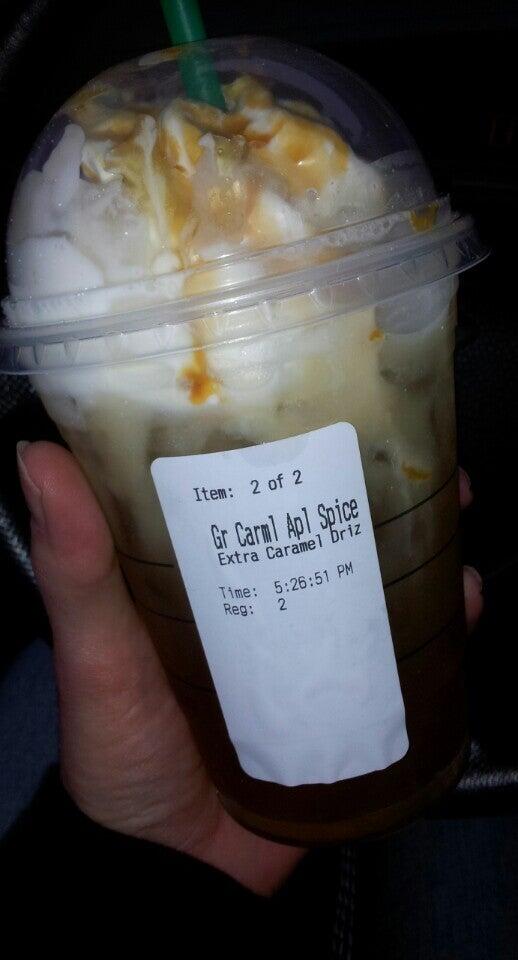 Item: 2 of 2
Gr Carml Apl Spice
Extra Caramel Driz
Time: 5:26:51 PM
Reg: 2